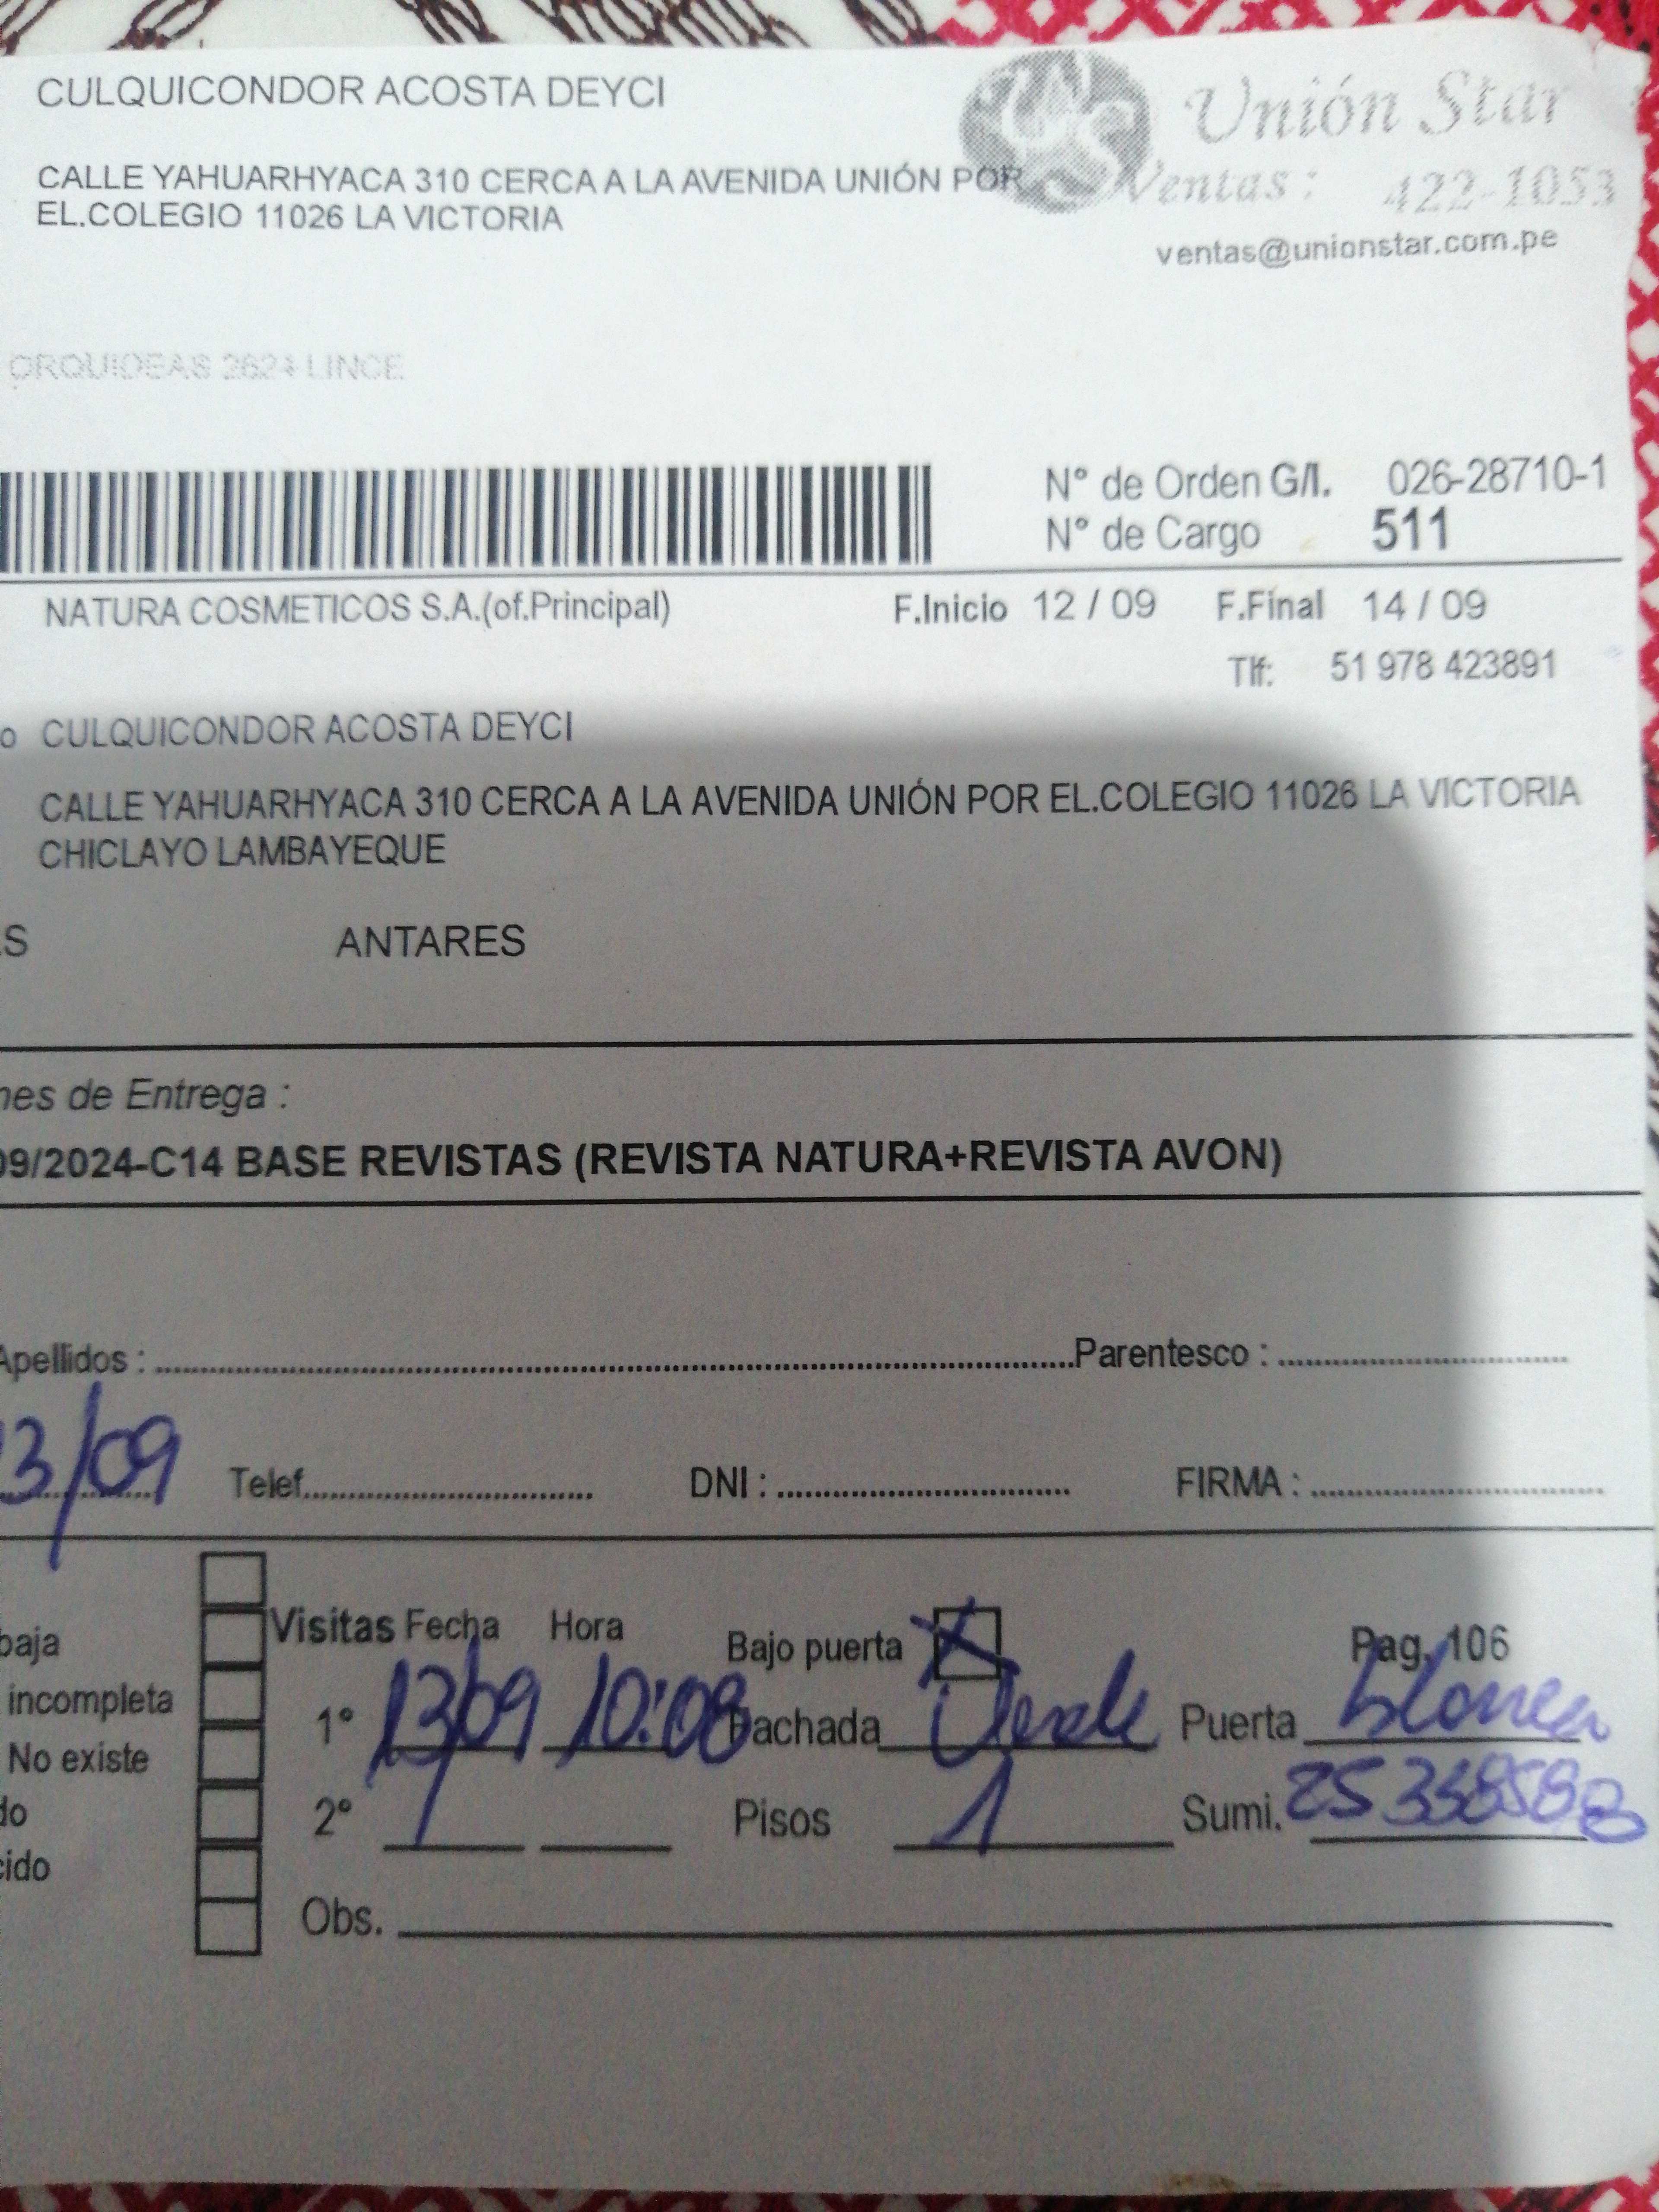 CULQUICONDOR ACOSTA DEYCI
Unión Star
CALLE YAHUARHYACA 310 CERCA A LA AVENIDA UNIÓN POR
EL.COLEGIO 11026 LA VICTORIA
Ventas : 422-1053
ventas@unionstar.com.pe
ORQUIDEAS 2624 LINCE
N° de Orden G/I. 026-28710-1
N° de Cargo 511
NATURA COSMETICOS S.A.(of.Principal) F.Inicio 12 / 09 F.Final 14 / 09
Tlf: 51 978 423891
o CULQUICONDOR ACOSTA DEYCI
CALLE YAHUARHYACA 310 CERCA A LA AVENIDA UNIÓN POR EL.COLEGIO 11026 LA VICTORIA
CHICLAYO LAMBAYEQUE
S ANTARES
nes de Entrega :
09/2024-C14 BASE REVISTAS (REVISTA NATURA+REVISTA AVON)
Apellidos : Parentesco :
3/09 Telef. DNI : FIRMA :
baja Visitas Fecha Hora Bajo puerta X Pag. 106
incompleta 1° 13/09 10:08 Fachada Verde Puerta blanca
No existe
do 2° Pisos 1 Sumi.
cido
Obs.